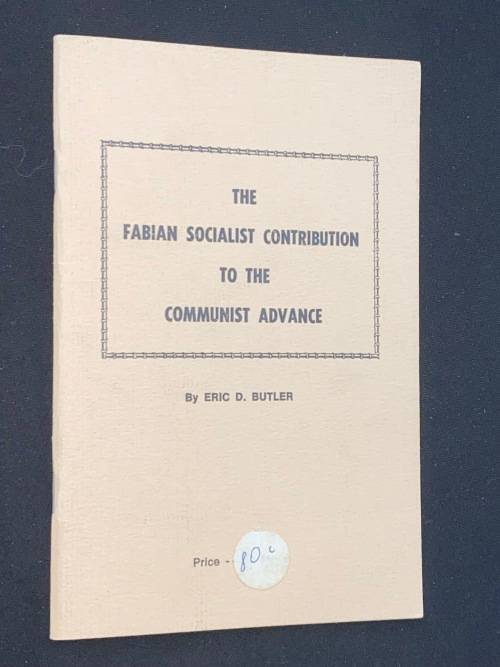 THE
FABIAN SOCIALIST CONTRIBUTION
TO THE
COMMUNIST ADVANCE
By ERIC D. BUTLER
Price - 80c